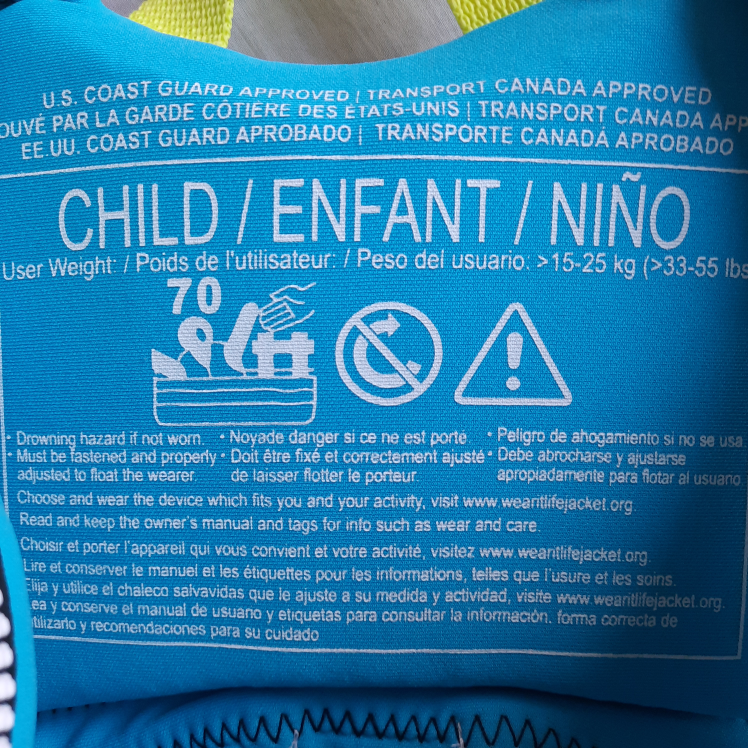 U.S. COAST GUARD APPROVED | TRANSPORT CANADA APPROVED
PAR LA GARDE CÔTIÈRE DES ÉTATS-UNIS | TRANSPORT CANADA
EE.UU. COAST GUARD APROBADO | TRANSPORTE CANADÁ APROBADO
CHILD / ENFANT / NIÑO
User Weight: / Poids de l'utilisateur: / Peso del usuario: >15-25 kg (>33-55 lbs
70
• Drowning hazard if not worn. • Noyade danger si ce ne est porté • Peligro de ahogamiento si no se usa
• Must be fastened and properly • Doit être fixé et correctement ajusté • Debe abrocharse y ajustarse
adjusted to float the wearer. de laisser flotter le porteur. apropiadamente para flotar al usuano.
Choose and wear the device which fits you and your activity, visit www.wearitlifejacket.org.
Read and keep the owner's manual and tags for info such as wear and care.
Choisir et porter l'appareil qui vous convient et votre activité, visitez www.wearitlifejacket.org.
Lire et conserver le manuel et les étiquettes pour les informations, telles que l'usure et les soins.
Elija y utilice el chaleco salvavidas que le ajuste a su medida y actividad, visite www.wearitlifejacket.org.
y conserve el manual de usuano y etiquetas para consultar la información. forma correcta de
y recomendaciones para su cuidado